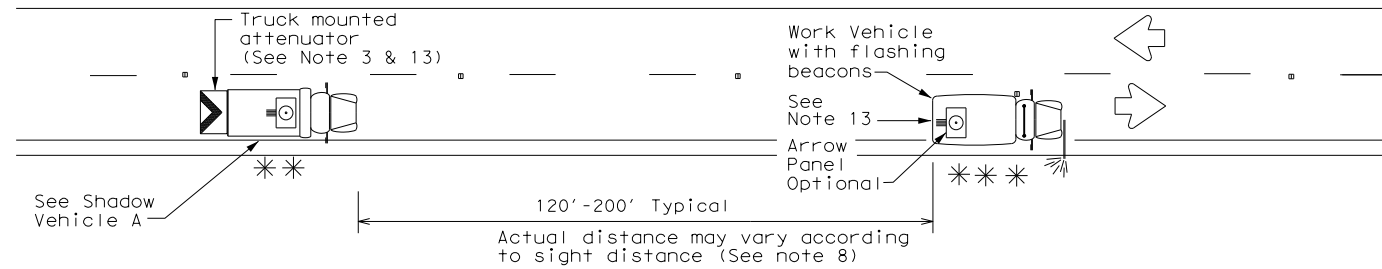 Truck mounted
attenuator
(See Note 3 & 13)
Work Vehicle
with flashing
beacons
See
Note 13
Arrow
Panel
Optional
See Shadow
Vehicle A
120'-200' Typical
Actual distance may vary according
to sight distance (See note 8)